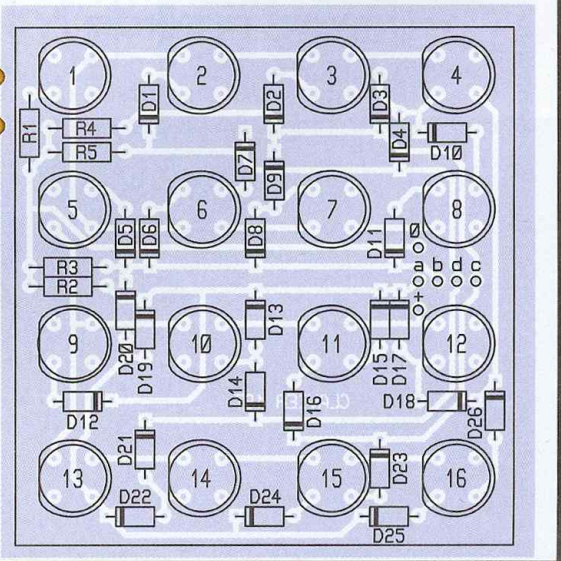 1 2 3 4
D1 D2 D3
R1 R4 D4 D10
R5 D7
D9
5 6 7 8
D5 D6 D8 D11 0
R3 a b d c
R2 +
D20 D19 D13 D15 D17
9 10 11 12
D14
D12 D16 D18 D26
D21
13 14 15 D23 16
D22 D24 D25